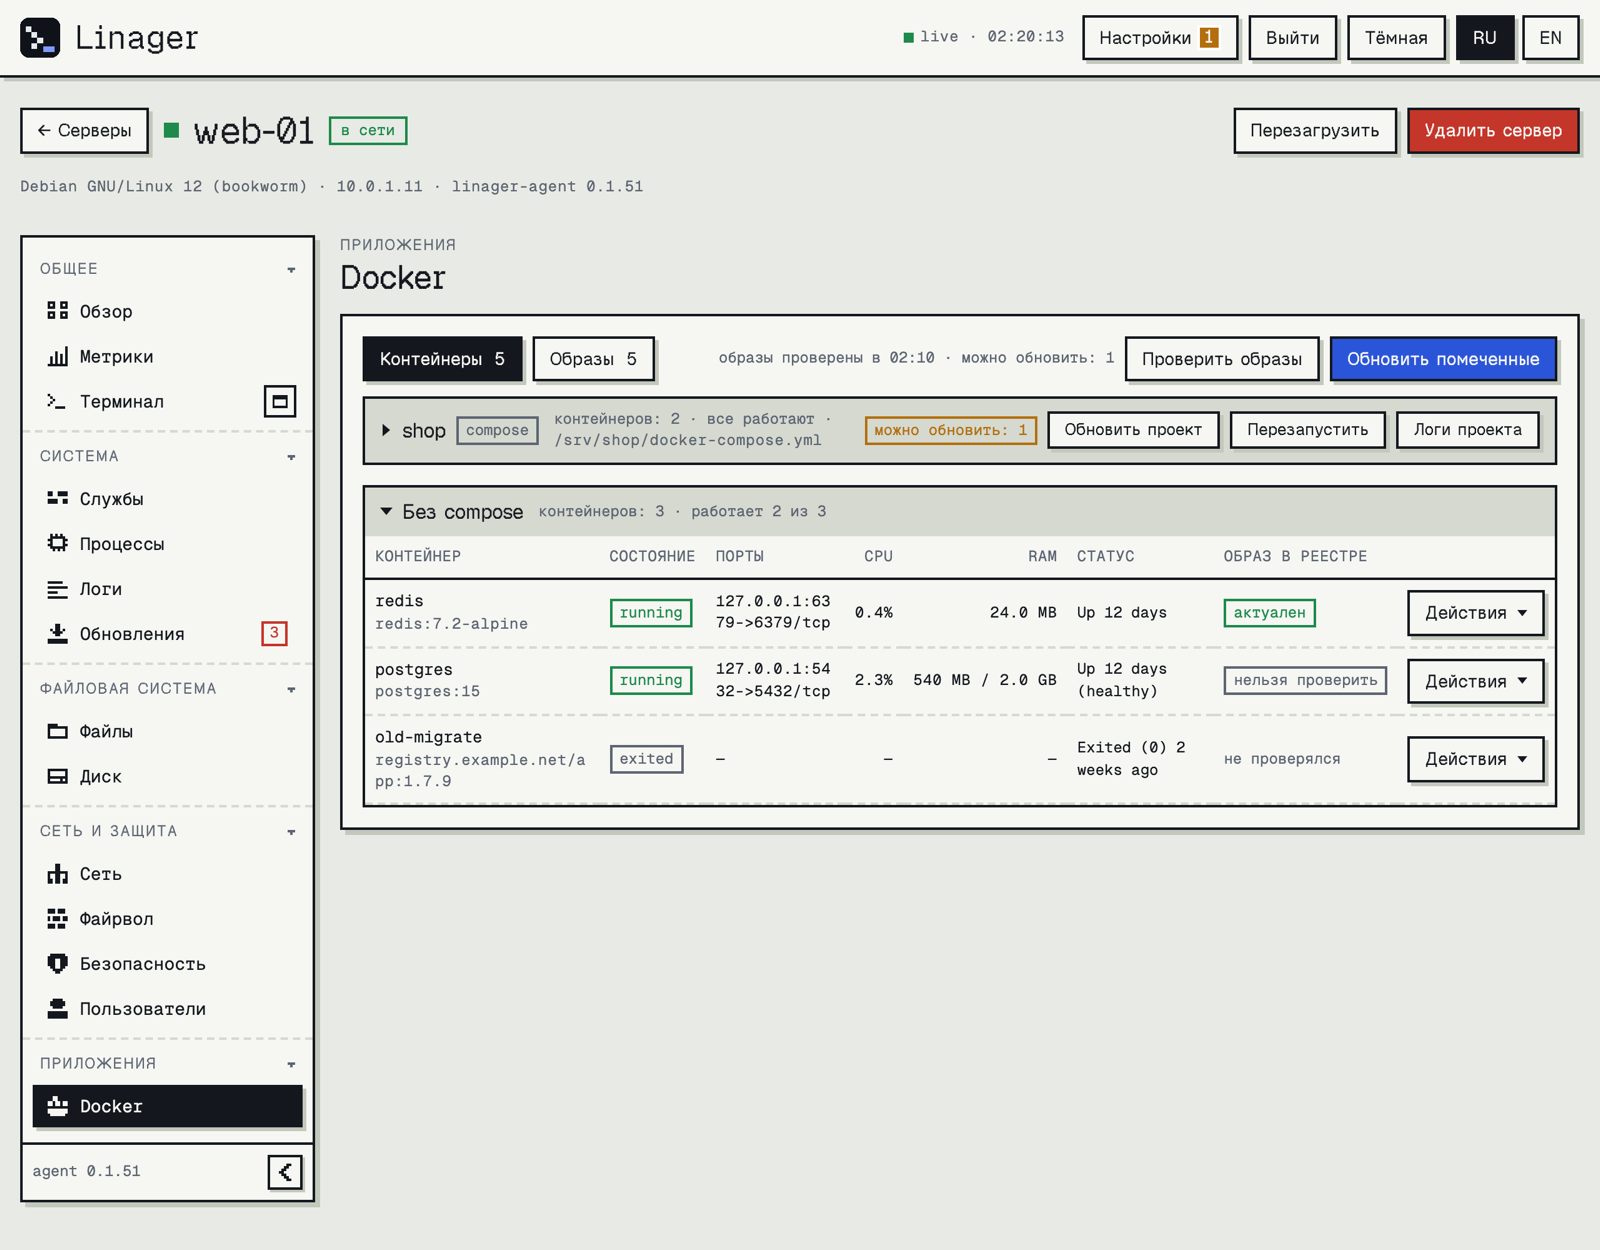 Linager
live · 02:20:13
Настройки 1
Выйти
Тёмная
RU
EN
← Серверы
web-01
в сети
Перезагрузить
Удалить сервер
Debian GNU/Linux 12 (bookworm) · 10.0.1.11 · linager-agent 0.1.51
ОБЩЕЕ
Обзор
Метрики
Терминал
СИСТЕМА
Службы
Процессы
Логи
Обновления 3
ФАЙЛОВАЯ СИСТЕМА
Файлы
Диск
СЕТЬ И ЗАЩИТА
Сеть
Файрвол
Безопасность
Пользователи
ПРИЛОЖЕНИЯ
Docker
agent 0.1.51
ПРИЛОЖЕНИЯ
Docker
Контейнеры 5
Образы 5
образы проверены в 02:10 · можно обновить: 1
Проверить образы
Обновить помеченные
shop
compose
контейнеров: 2 · все работают ·
/srv/shop/docker-compose.yml
можно обновить: 1
Обновить проект
Перезапустить
Логи проекта
Без compose
контейнеров: 3 · работает 2 из 3
КОНТЕЙНЕР СОСТОЯНИЕ ПОРТЫ CPU RAM СТАТУС ОБРАЗ В РЕЕСТРЕ
redis
redis:7.2-alpine
running
127.0.0.1:63
79->6379/tcp
0.4%
24.0 MB
Up 12 days
актуален
Действия
postgres
postgres:15
running
127.0.0.1:54
32->5432/tcp
2.3%
540 MB / 2.0 GB
Up 12 days
(healthy)
нельзя проверить
Действия
old-migrate
registry.example.net/a
pp:1.7.9
exited
—
—
—
Exited (0) 2
weeks ago
не проверялся
Действия